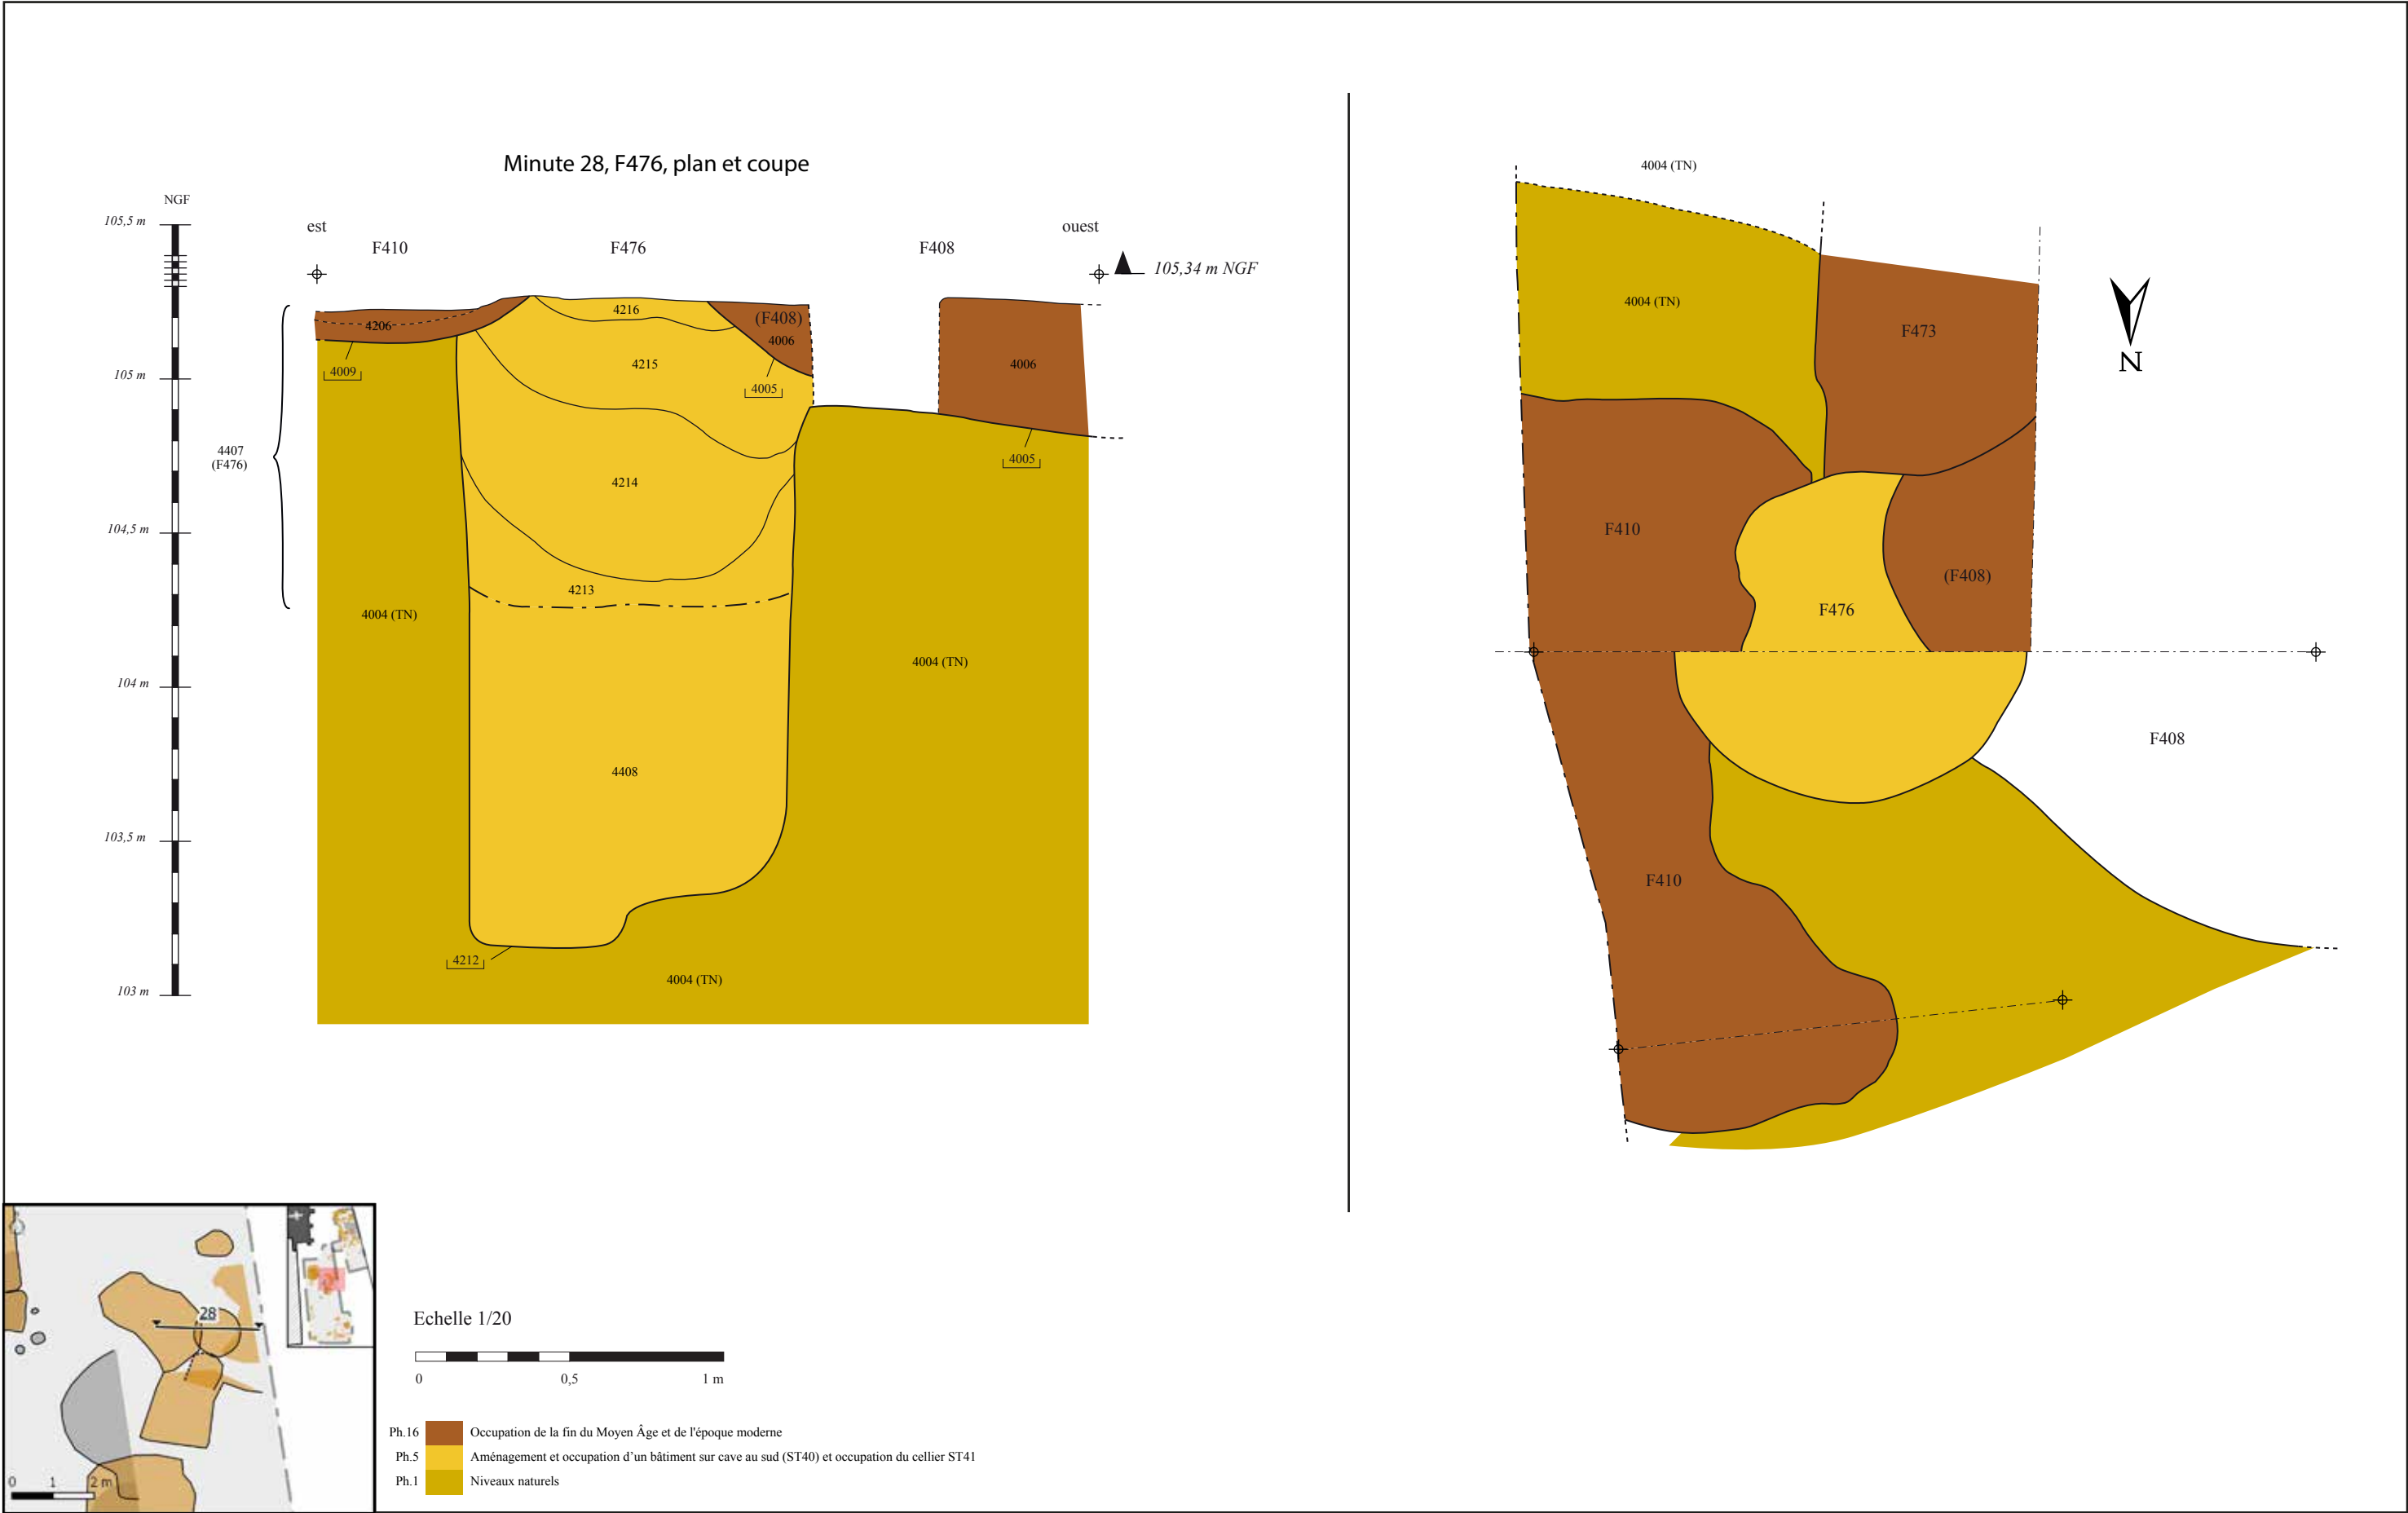 Minute 28, F476, plan et coupe
NGF
105,5 m
105 m
104,5 m
104 m
103,5 m
103 m
est
ouest
F410
F476
F408
105,34 m NGF
4206
4216
(F408)
4006
4006
4009
4215
4005
4407
(F476)
4005
4214
4213
4004 (TN)
4004 (TN)
4408
4212
4004 (TN)
4004 (TN)
4004 (TN)
F473
N
F410
(F408)
F476
F408
F410
28
0 1 2 m
Echelle 1/20
0 0,5 1 m
Ph.16 Occupation de la fin du Moyen Âge et de l'époque moderne
Ph.5 Aménagement et occupation d’un bâtiment sur cave au sud (ST40) et occupation du cellier ST41
Ph.1 Niveaux naturels